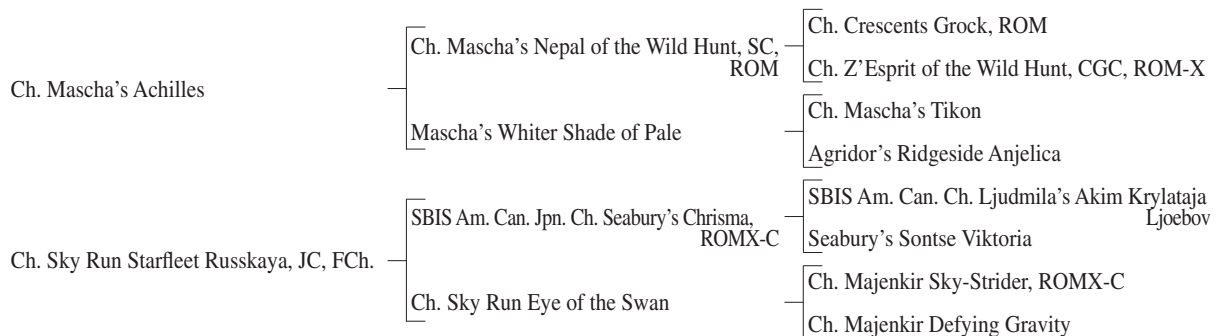 Ch. Mascha’s Achilles
Ch. Mascha’s Nepal of the Wild Hunt, SC,
ROM
Ch. Crescents Grock, ROM
Ch. Z’Esprit of the Wild Hunt, CGC, ROM-X
Mascha’s Whiter Shade of Pale
Ch. Mascha’s Tikon
Agridor’s Ridgeside Anjelica
Ch. Sky Run Starfleet Russkaya, JC, FCh.
SBIS Am. Can. Jpn. Ch. Seabury’s Chrisma,
ROMX-C
SBIS Am. Can. Ch. Ljudmila’s Akim Krylataja
Ljoebov
Seabury’s Sontse Viktoria
Ch. Sky Run Eye of the Swan
Ch. Majenkir Sky-Strider, ROMX-C
Ch. Majenkir Defying Gravity